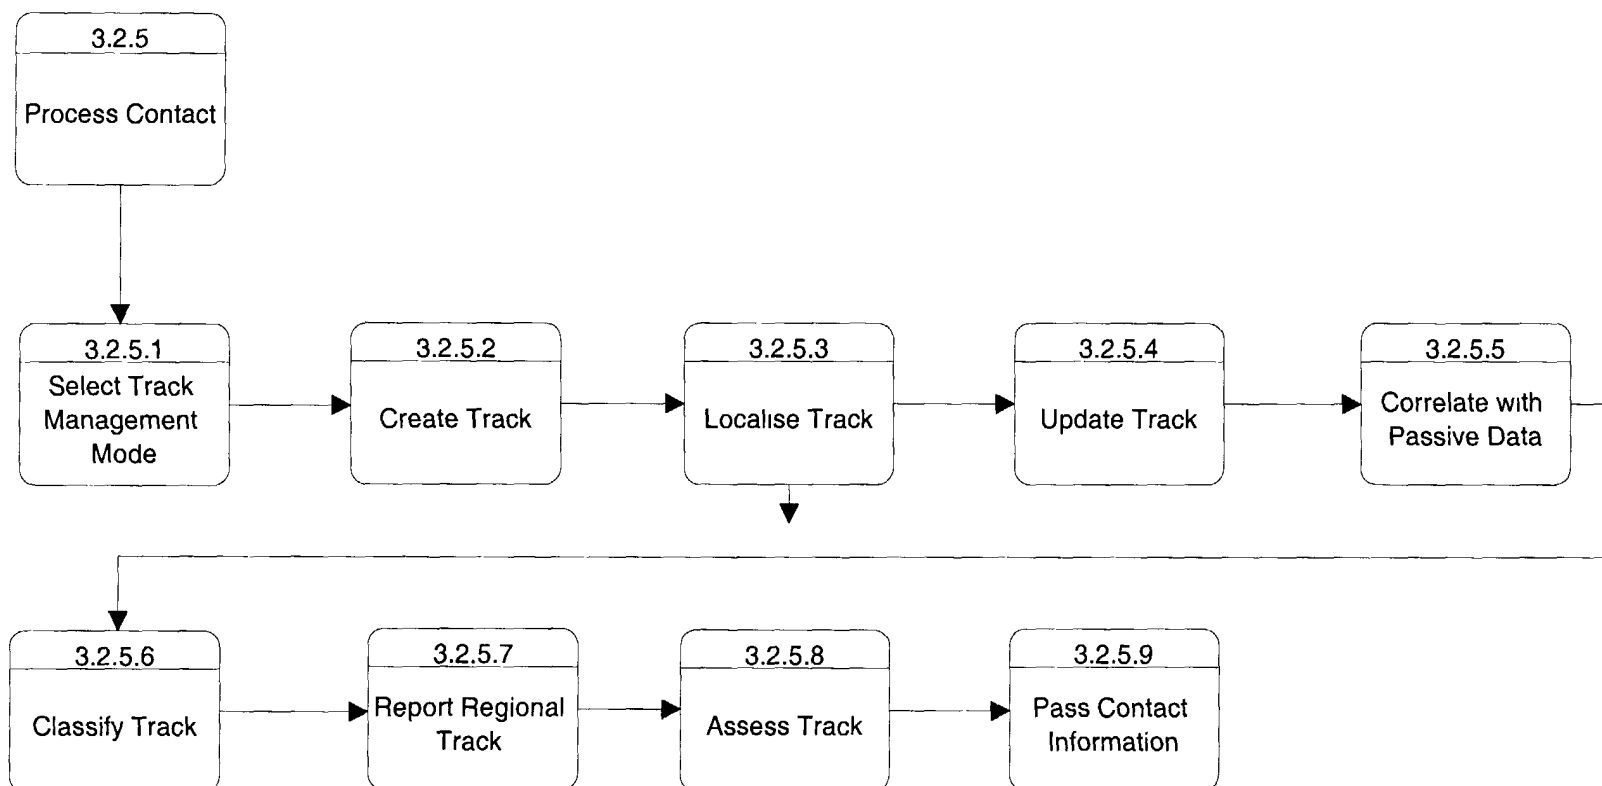 3.2.5
Process Contact
3.2.5.1
Select Track
Management
Mode
3.2.5.2
Create Track
3.2.5.3
Localise Track
3.2.5.4
Update Track
3.2.5.5
Correlate with
Passive Data
3.2.5.6
Classify Track
3.2.5.7
Report Regional
Track
3.2.5.8
Assess Track
3.2.5.9
Pass Contact
Information